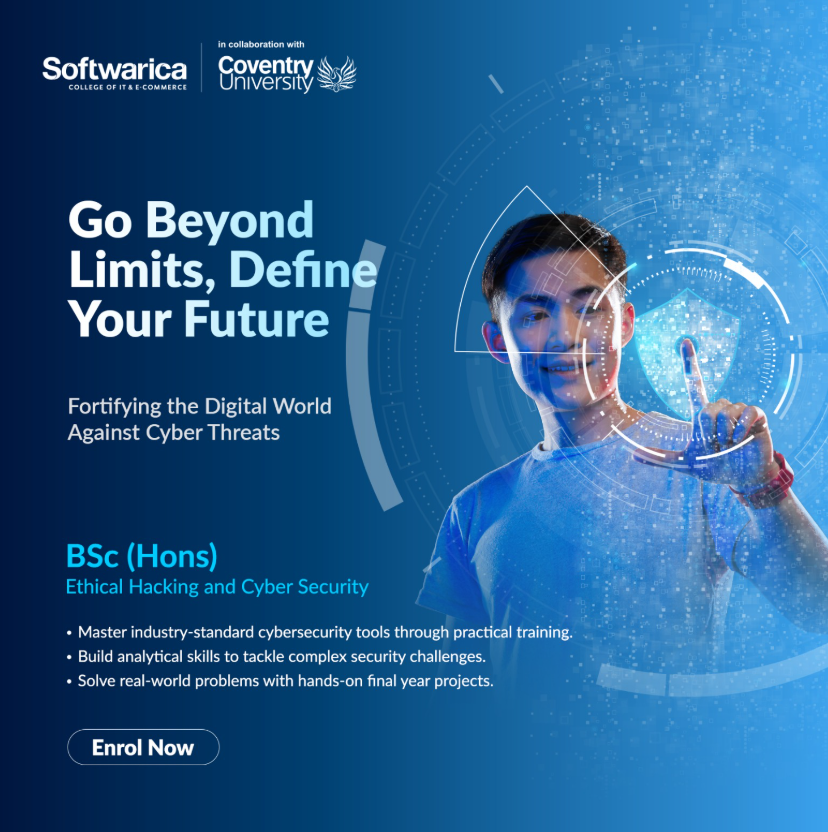 Softwarica
COLLEGE OF IT & E-COMMERCE
in collaboration with
Coventry
University
Go Beyond
Limits, Define
Your Future
Fortifying the Digital World
Against Cyber Threats
BSc (Hons)
Ethical Hacking and Cyber Security
• Master industry-standard cybersecurity tools through practical training.
• Build analytical skills to tackle complex security challenges.
• Solve real-world problems with hands-on final year projects.
Enrol Now